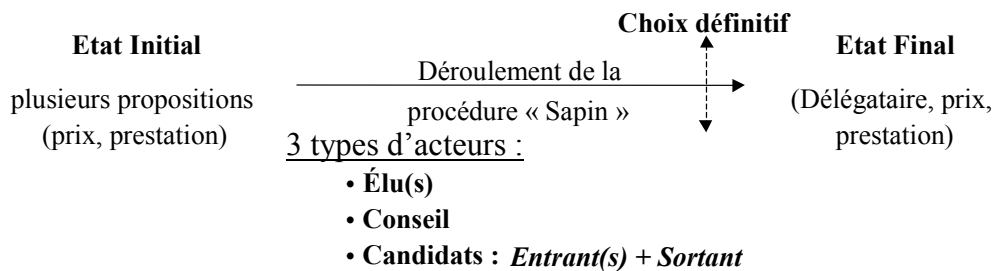 Choix définitif
Etat Initial
Etat Final
Déroulement de la
procédure « Sapin »
plusieurs propositions
(prix, prestation)
(Délégataire, prix,
prestation)
3 types d’acteurs :
• Élu(s)
• Conseil
• Candidats : Entrant(s) + Sortant